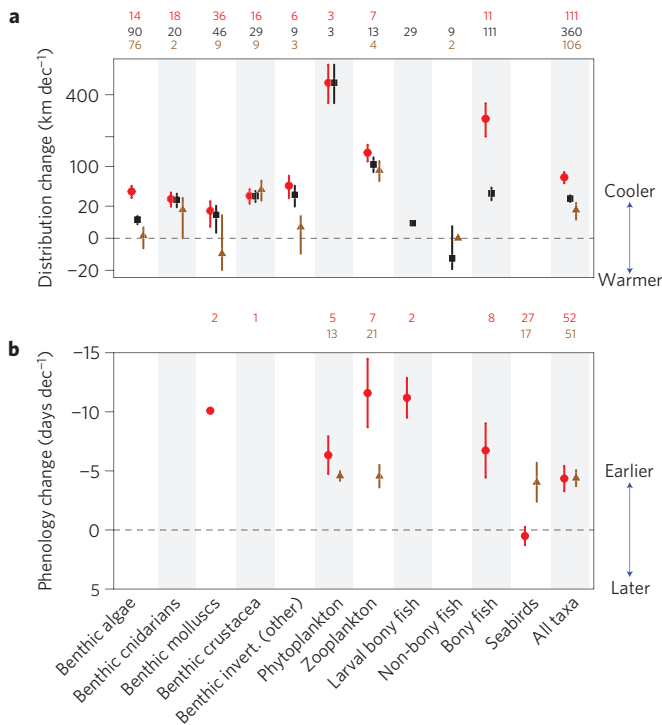 a
14 18 36 16 6 3 7 11 111
90 20 46 29 9 3 13 29 9 111 360
76 2 9 9 3 4 2 106
Distribution change (km dec⁻¹)
400
100
20
0
−20
Cooler
Warmer
b
2 1 5 7 2 8 27 52
13 21 17 51
Phenology change (days dec⁻¹)
−15
−10
−5
0
5
Earlier
Later
Benthic algae
Benthic cnidarians
Benthic molluscs
Benthic crustacea
Benthic invert. (other)
Phytoplankton
Zooplankton
Larval bony fish
Non-bony fish
Bony fish
Seabirds
All taxa